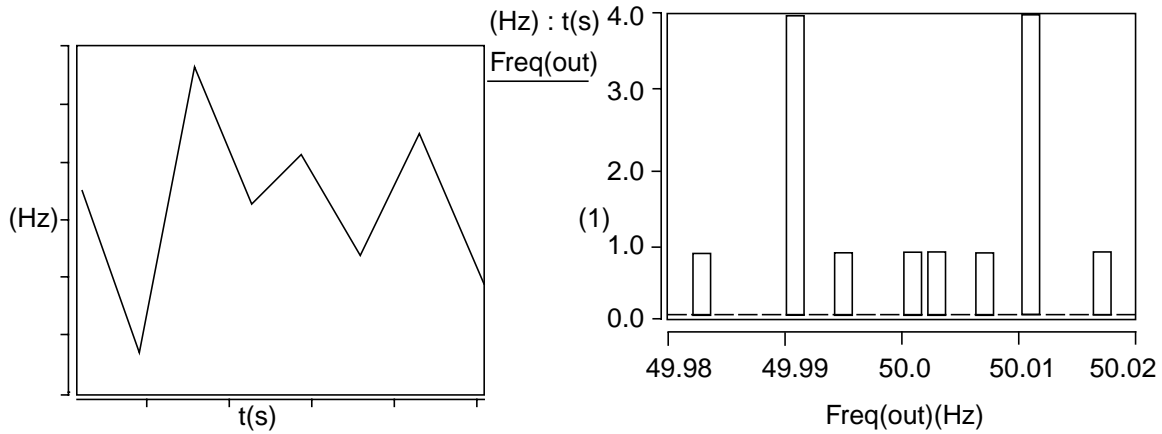 (Hz) : t(s)
Freq(out)
(Hz)
t(s)
4.0
3.0
2.0
(1)
1.0
0.0
49.98 49.99 50.0 50.01 50.02
Freq(out)(Hz)